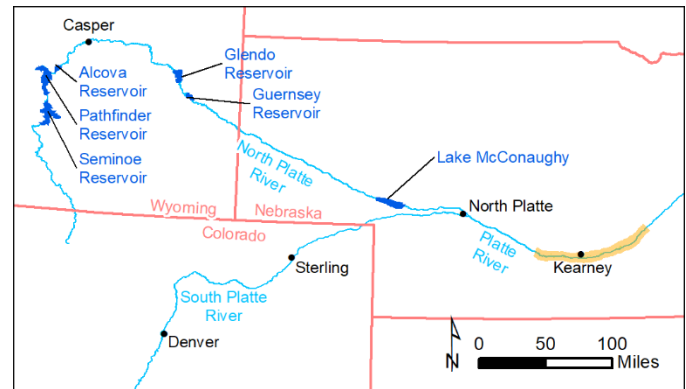 Casper
Glendo
Reservoir
Alcova
Reservoir
Guernsey
Reservoir
Pathfinder
Reservoir
Seminoe
Reservoir
North Platte
River
Lake McConaughy
Wyoming
Nebraska
North Platte
Colorado
Platte
River
Sterling
Kearney
South Platte
River
Denver
N
0 50 100
Miles